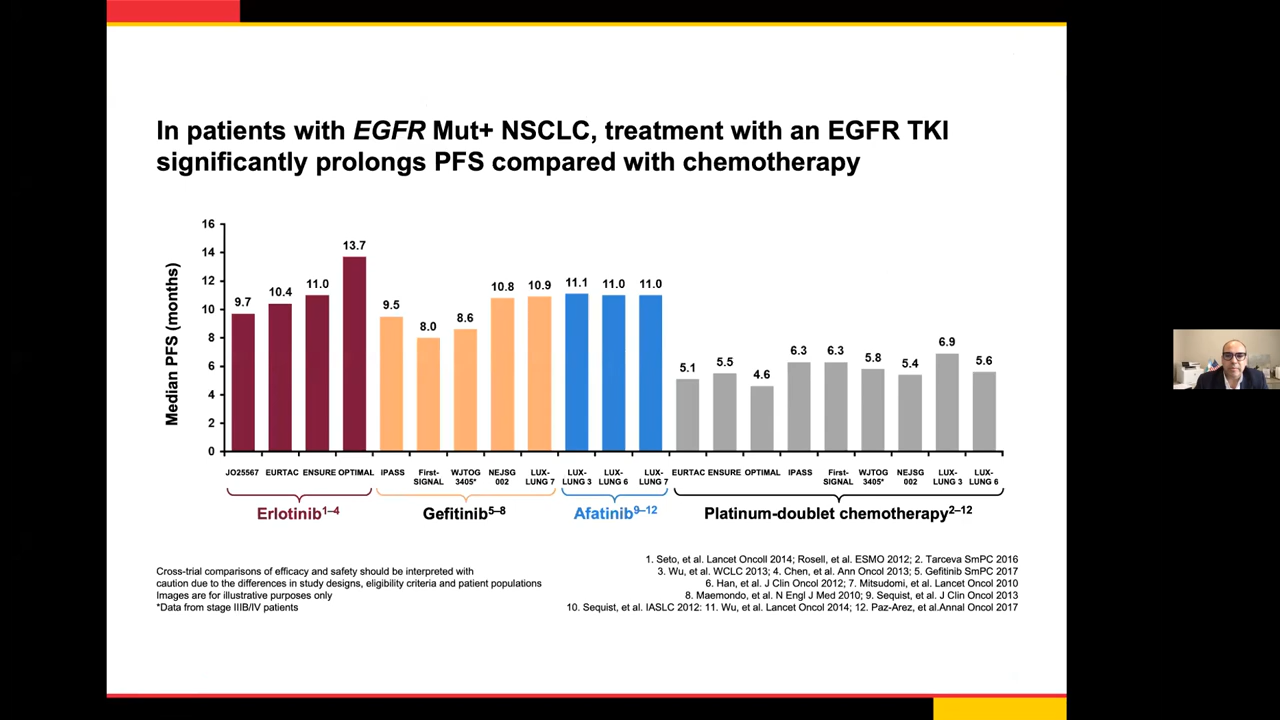 In patients with EGFR Mut+ NSCLC, treatment with an EGFR TKI
significantly prolongs PFS compared with chemotherapy
Median PFS (months)
16
14
12
10
8
6
4
2
0
9.7
10.4
11.0
13.7
9.5
8.0
8.6
10.8
10.9
11.1
11.0
11.0
5.1
5.5
4.6
6.3
6.3
5.8
5.4
6.9
5.6
JO25567
EURTAC
ENSURE
OPTIMAL
IPASS
First-
SIGNAL
WJTOG
3405*
NEJSG
002
LUX-
LUNG 7
LUX-
LUNG 3
LUX-
LUNG 6
LUX-
LUNG 7
EURTAC
ENSURE
OPTIMAL
IPASS
First-
SIGNAL
WJTOG
3405*
NEJSG
002
LUX-
LUNG 3
LUX-
LUNG 6
Erlotinib1–4
Gefitinib5–8
Afatinib9–12
Platinum-doublet chemotherapy2–12
Cross-trial comparisons of efficacy and safety should be interpreted with
caution due to the differences in study designs, eligibility criteria and patient populations
Images are for illustrative purposes only
*Data from stage IIIB/IV patients
1. Seto, et al. Lancet Oncoll 2014; Rosell, et al. ESMO 2012; 2. Tarceva SmPC 2016
3. Wu, et al. WCLC 2013; 4. Chen, et al. Ann Oncol 2013; 5. Gefitinib SmPC 2017
6. Han, et al. J Clin Oncol 2012; 7. Mitsudomi, et al. Lancet Oncol 2010
8. Maemondo, et al. N Engl J Med 2010; 9. Sequist, et al. J Clin Oncol 2013
10. Sequist, et al. IASLC 2012: 11. Wu, et al. Lancet Oncol 2014; 12. Paz-Arez, et al.Annal Oncol 2017